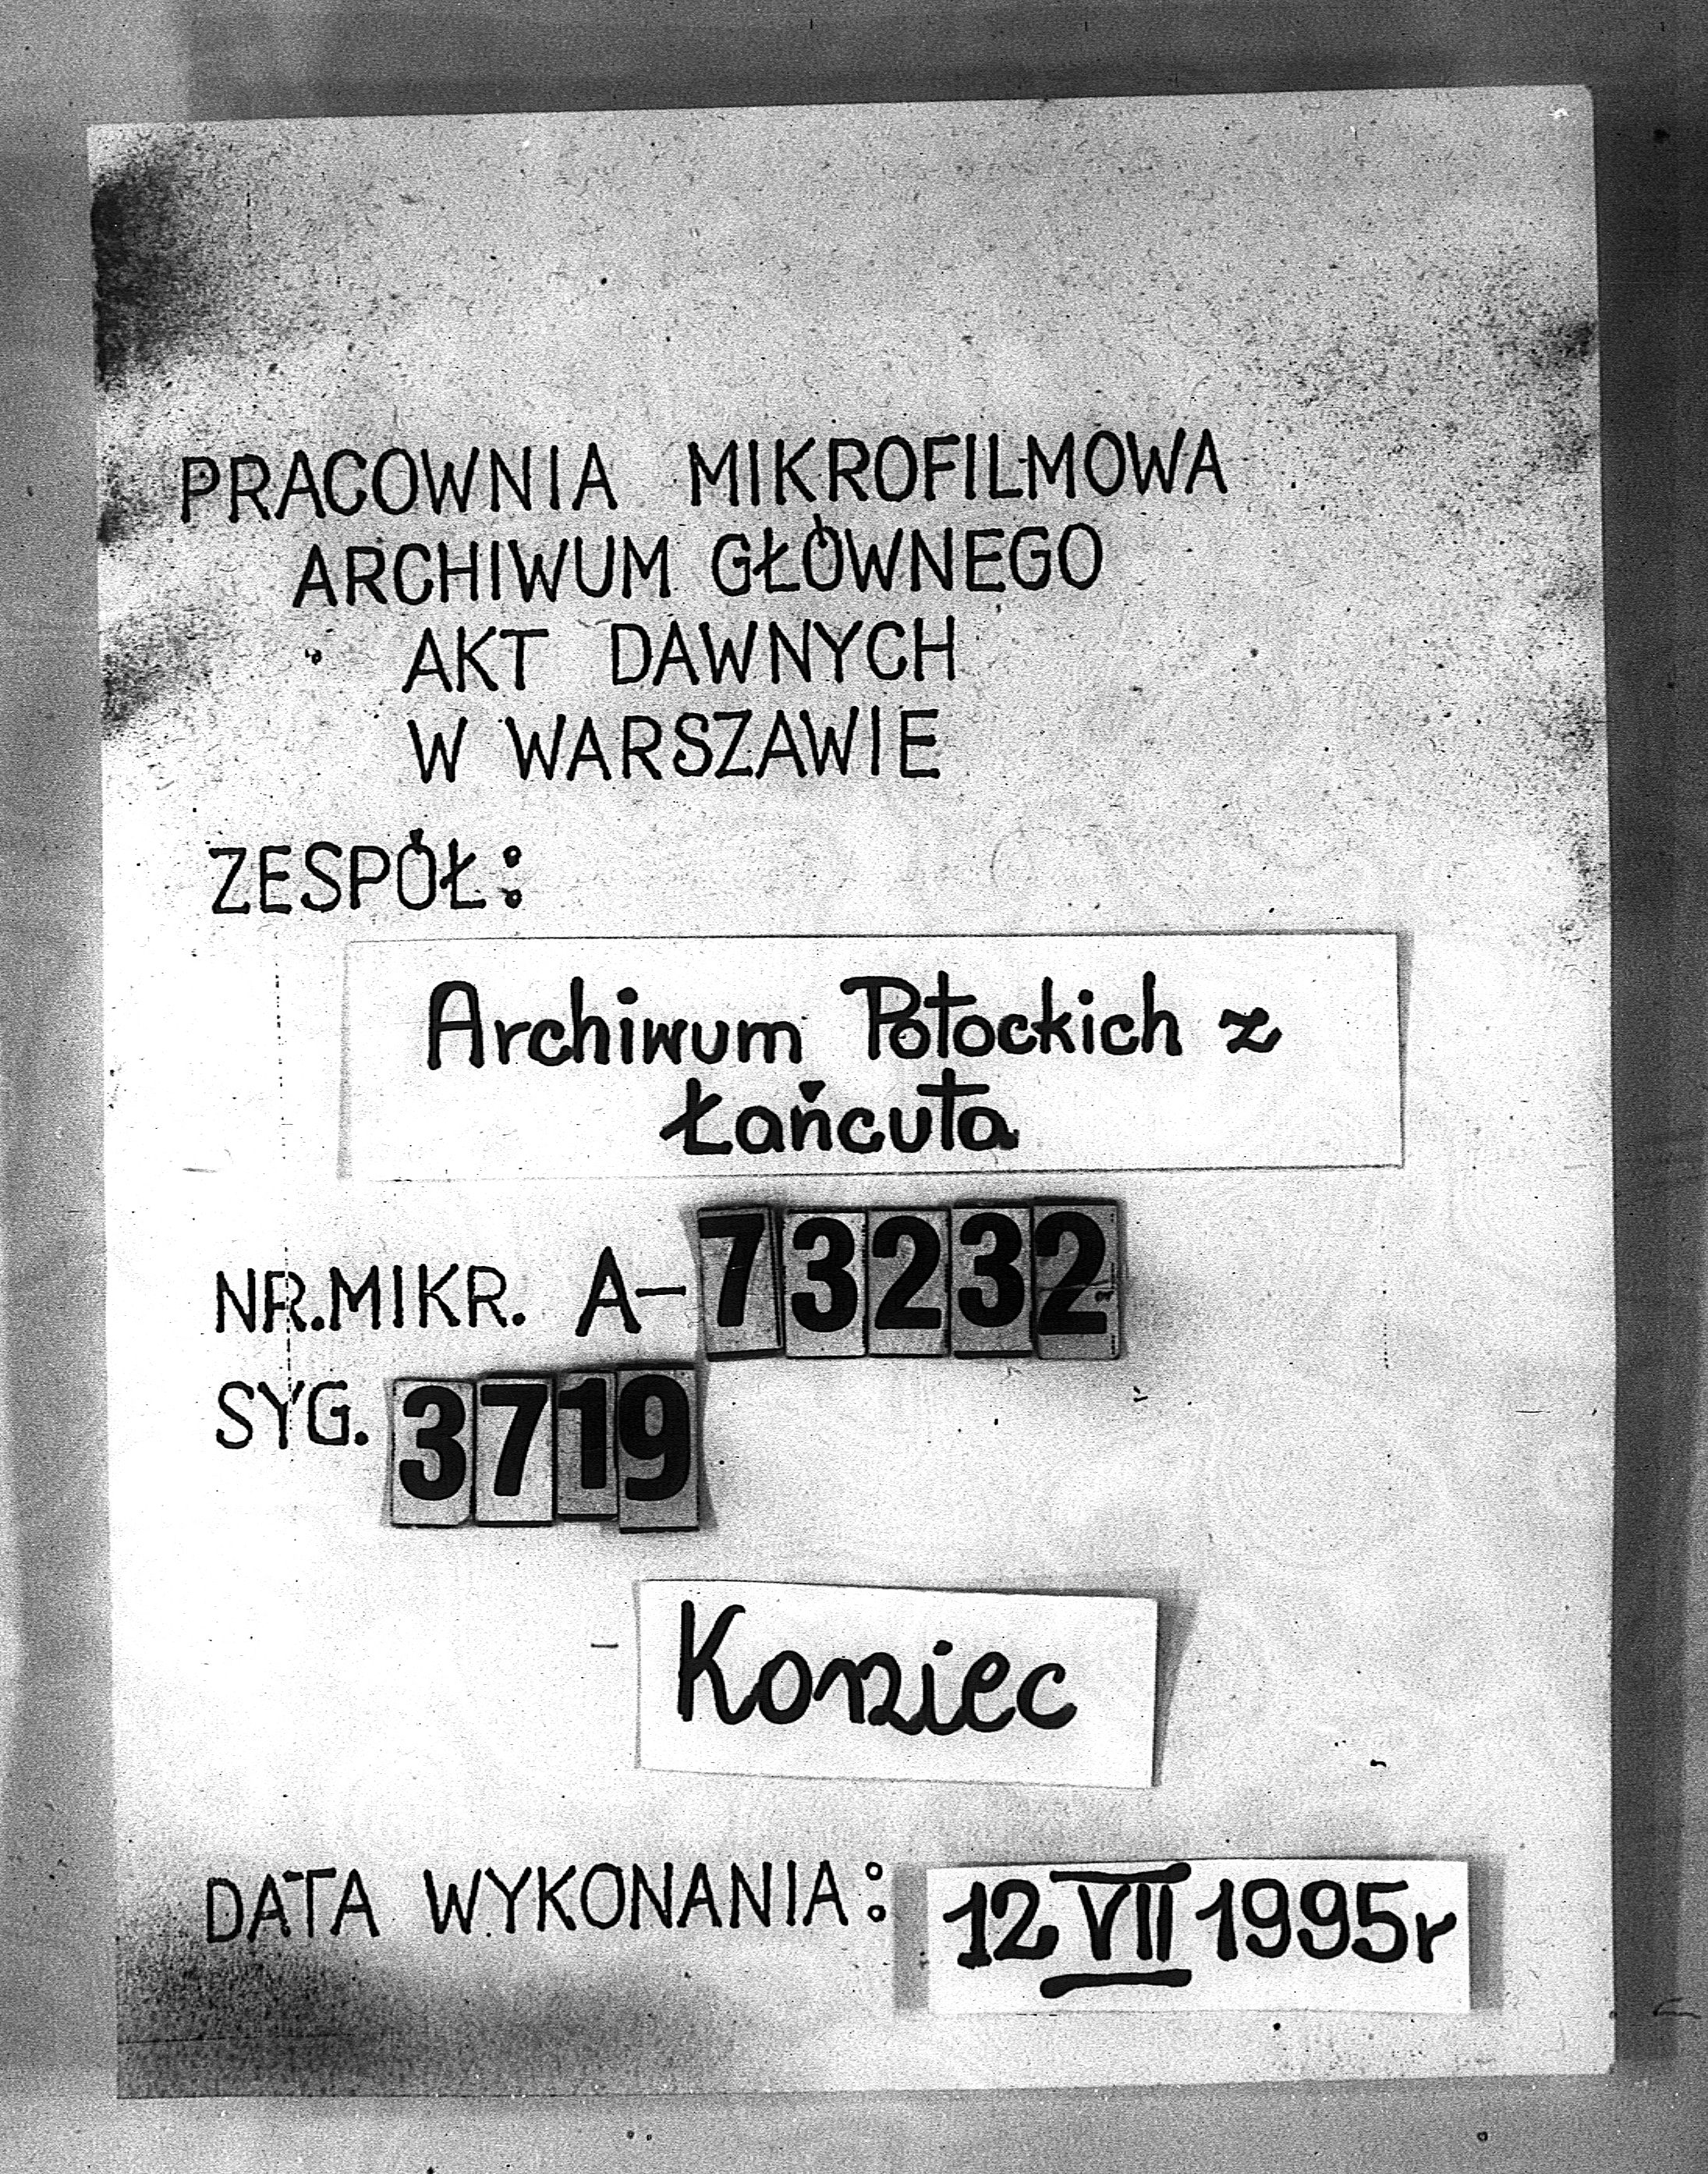 PRACOWNIA MIKROFILMOWA
ARCHIWUM GŁÓWNEGO
AKT DAWNYCH
W WARSZAWIE
ZESPÓŁ:
Archiwum Potockich z
Łańcuta
NR.MIKR. A-73232
SYG. 3719
Koniec
DATA WYKONANIA: 12 VII 1995r